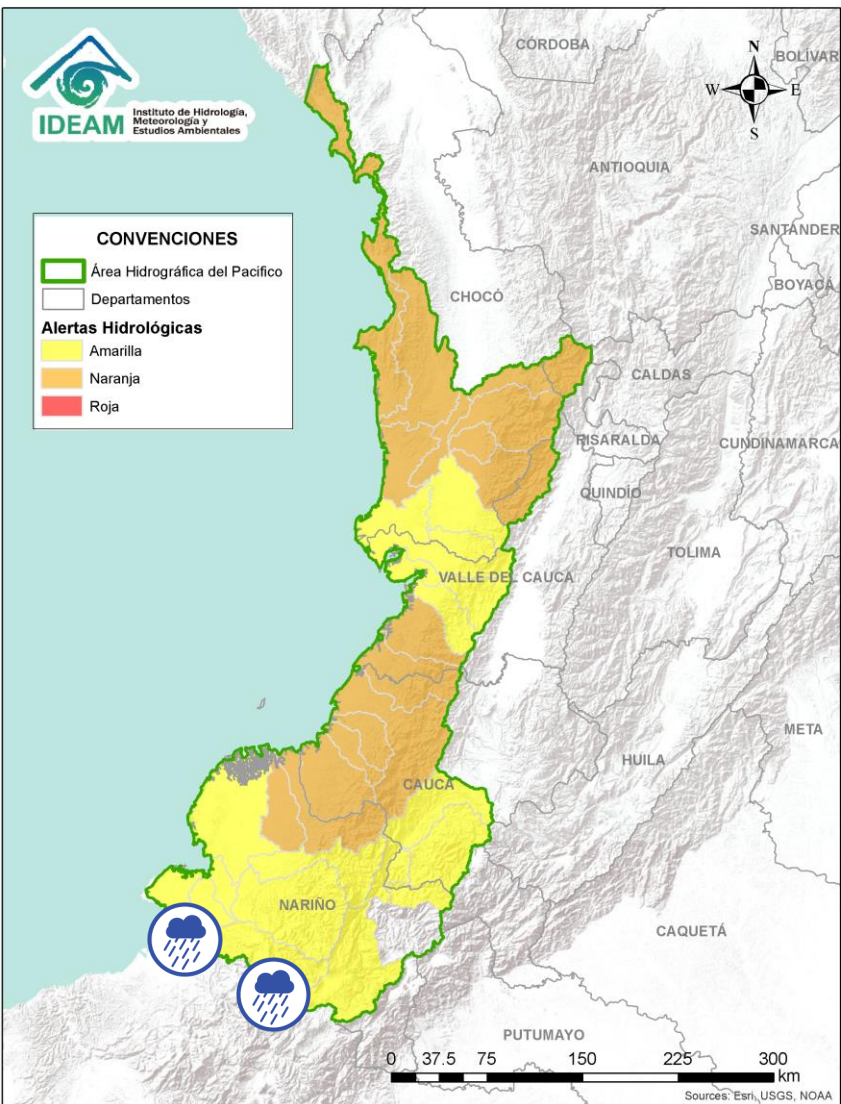 IDEAM
Instituto de Hidrología,
Meteorología y
Estudios Ambientales
CÓRDOBA
BOLÍVAR
N
W
E
S
ANTIOQUIA
SANTANDER
CONVENCIONES
Área Hidrográfica del Pacifico
Departamentos
Alertas Hidrológicas
Amarilla
Naranja
Roja
BOYACÁ
CHOCÓ
CALDAS
RISARALDA
CUNDINAMARCA
QUINDÍO
TOLIMA
VALLE DEL CAUCA
META
HUILA
CAUCA
NARIÑO
CAQUETÁ
PUTUMAYO
0 37.5 75 150 225 300
km
Sources: Esri, USGS, NOAA